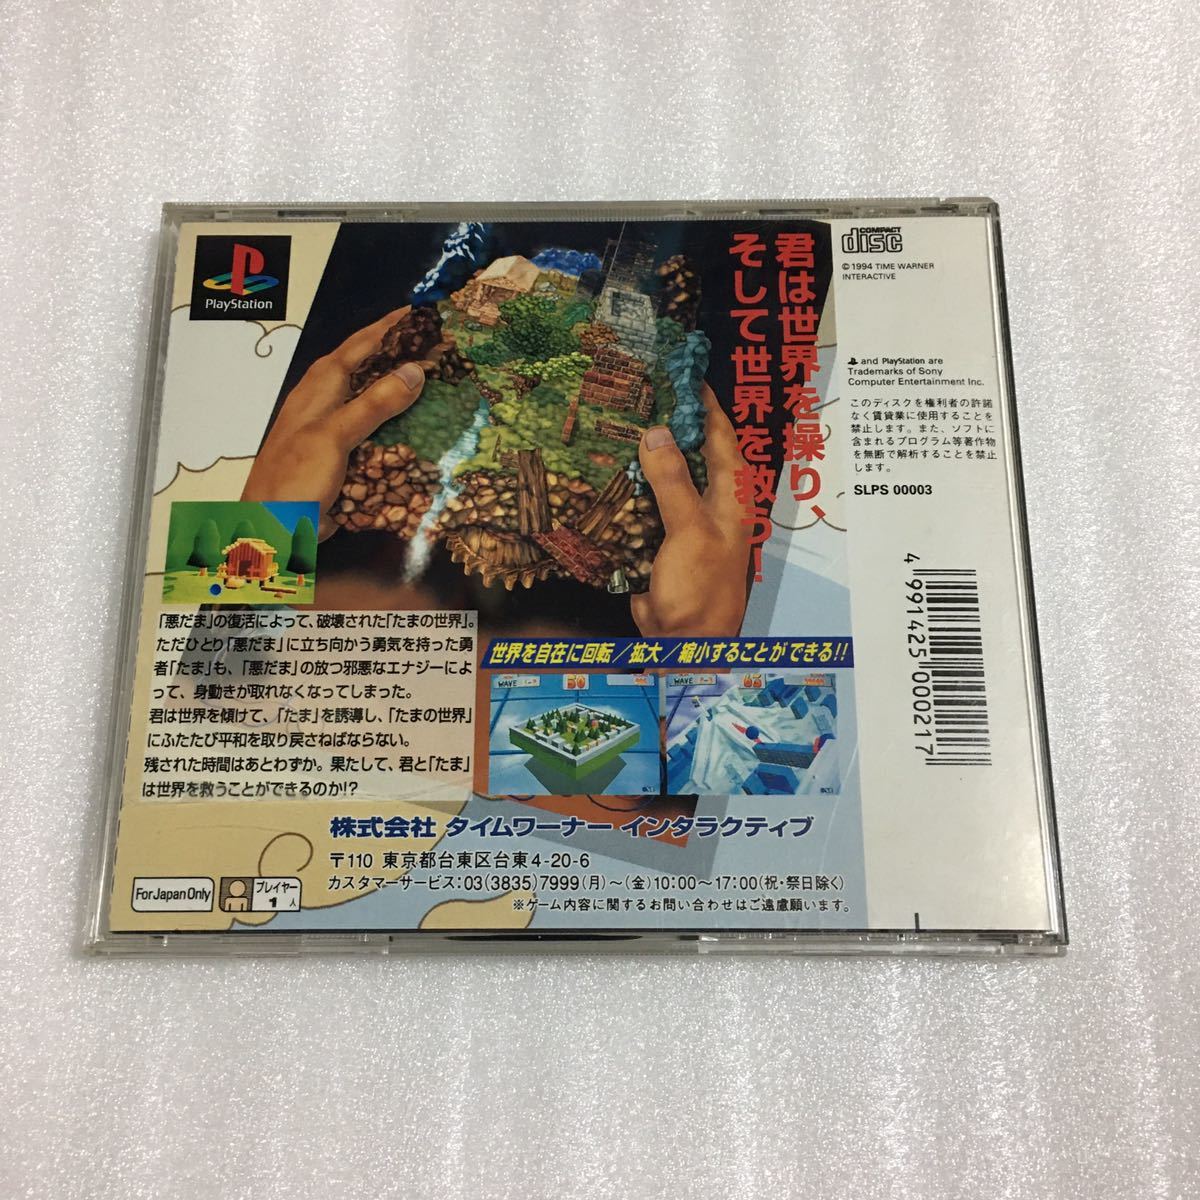 PlayStation
君は世界を操り、
そして世界を救う!
COMPACT
disc
©1994 TIME WARNER
INTERACTIVE
and PlayStation are
Trademarks of Sony
Computer Entertainment Inc.
このディスクを権利者の許諾
なく賃貸業に使用することを
禁止します。また、ソフトに
含まれるプログラム等著作物
を無断で解析することを禁止
します。
SLPS 00003
4 991425 000217
「悪だま」の復活によって、破壊された「たまの世界」。
ただひとり「悪だま」に立ち向かう勇気を持った勇
者「たま」も、「悪だま」の放つ邪悪なエナジーによ
って、身動きが取れなくなってしまった。
君は世界を傾けて、「たま」を誘導し、「たまの世界」
にふたたび平和を取り戻さねばならない。
残された時間はあとわずか。果たして、君と「たま」
は世界を救うことができるのか!?
世界を自在に回転/拡大/縮小することができる!!
WAVE
50
WAVE
63
株式会社 タイムワーナー インタラクティブ
〒110 東京都台東区台東4-20-6
カスタマーサービス:03(3835)7999(月)~(金)10:00~17:00(祝・祭日除く)
※ゲーム内容に関するお問い合わせはご遠慮願います。
For Japan Only
プレイヤー
1人